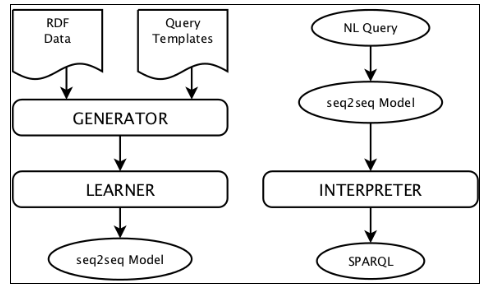 RDF
Data
Query
Templates
GENERATOR
LEARNER
seq2seq Model
NL Query
seq2seq Model
INTERPRETER
SPARQL